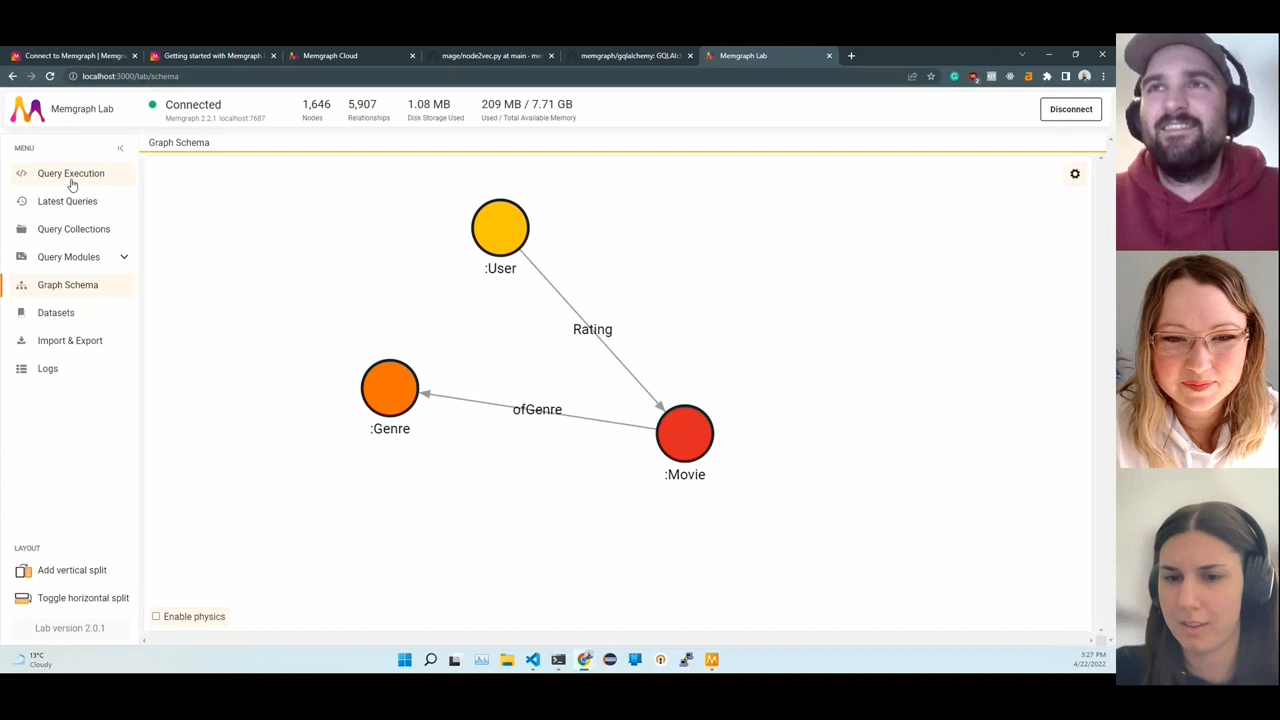 Connect to Memgraph | Memgra
Getting started with Memgraph
Memgraph Cloud
mage/node2vec.py at main · me
memgraph/gqlalchemy: GQLAlc
Memgraph Lab
localhost:3000/lab/schema
Memgraph Lab
Connected
Memgraph 2.2.1 localhost:7687
1,646
Nodes
5,907
Relationships
1.08 MB
Disk Storage Used
209 MB / 7.71 GB
Used / Total Available Memory
Disconnect
MENU
Graph Schema
Query Execution
Latest Queries
Query Collections
Query Modules
Graph Schema
Datasets
Import & Export
Logs
:User
Rating
ofGenre
:Genre
:Movie
LAYOUT
Add vertical split
Toggle horizontal split
Lab version 2.0.1
Enable physics
13°C
Cloudy
3:27 PM
4/22/2022